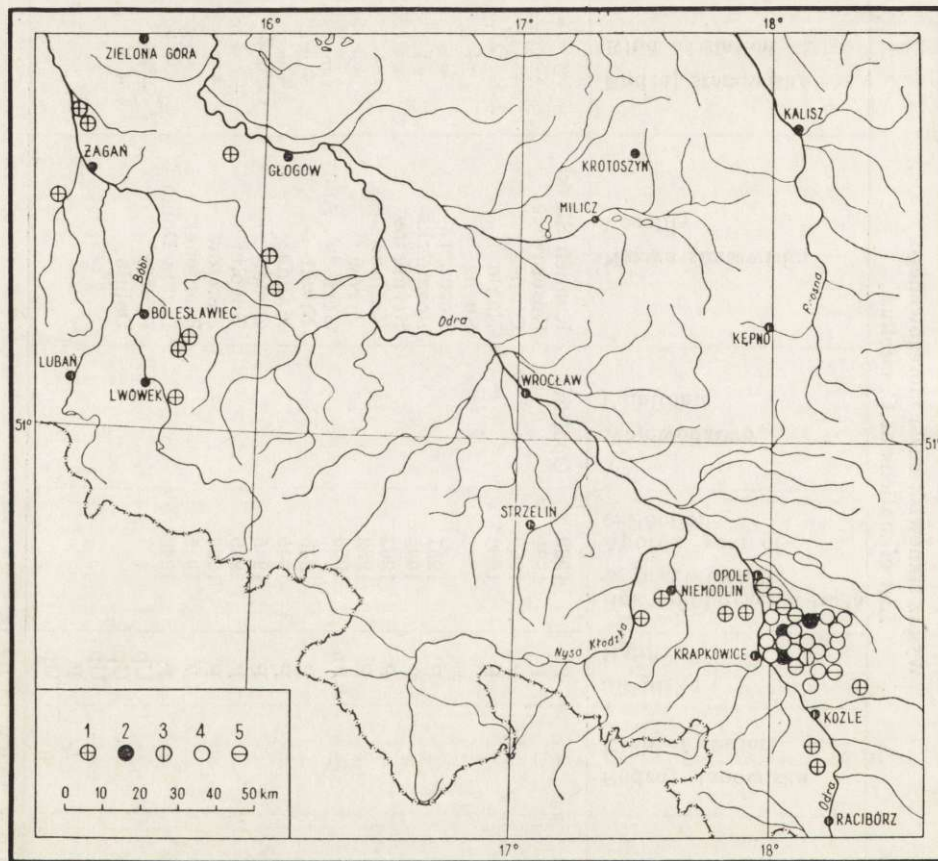 16° 17° 18°
ZIELONA GÓRA
KALISZ
ŻAGAŃ
GŁOGÓW
KROTOSZYN
MILICZ
Bóbr
Prosna
BOLESŁAWIEC
Odra
KĘPNO
LUBAŃ
LWÓWEK
WROCŁAW
51° 51°
STRZELIN
OPOLE
NIEMODLIN
Nysa Kłodzka
KRAPKOWICE
KOŹLE
1 2 3 4 5
0 10 20 30 40 50 km
Odra
RACIBÓRZ
17° 18°